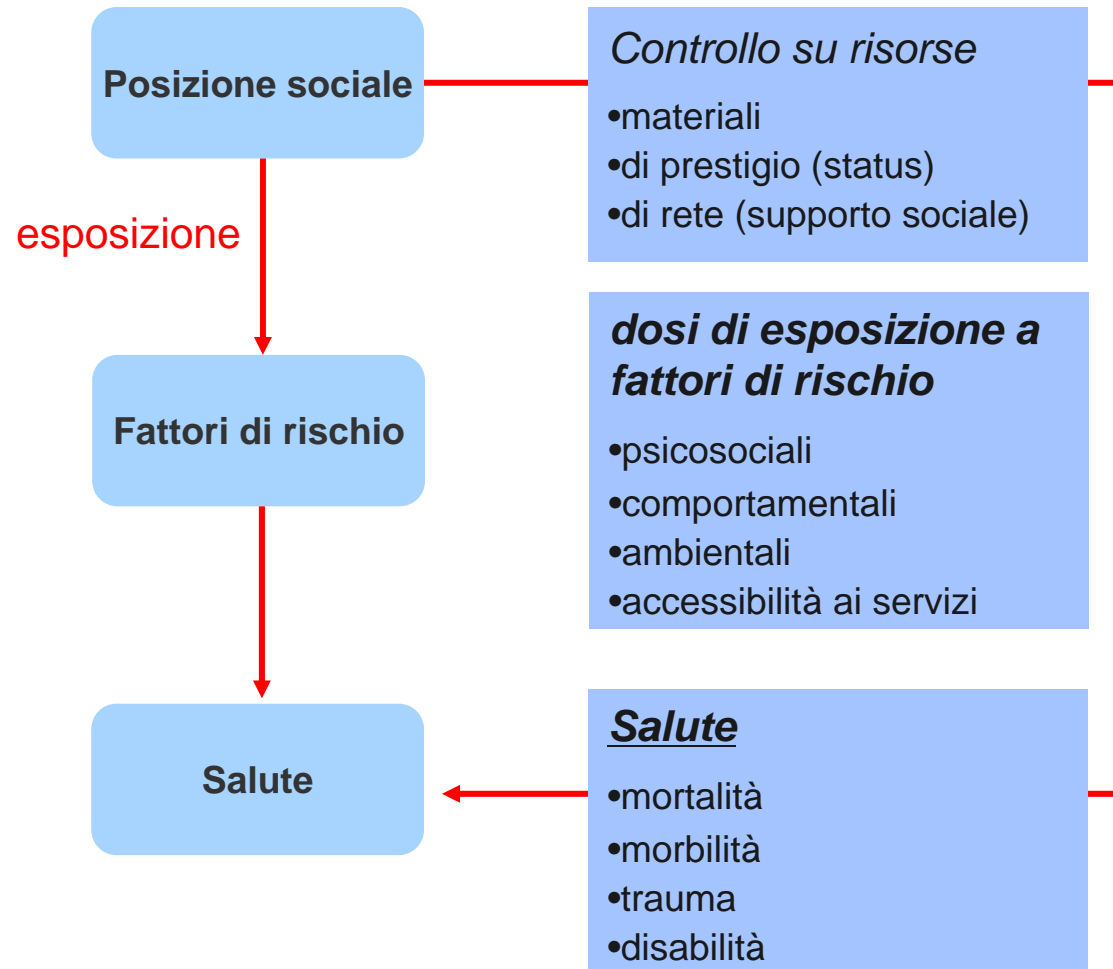 Posizione sociale
Controllo su risorse
•materiali
•di prestigio (status)
•di rete (supporto sociale)
esposizione
Fattori di rischio
dosi di esposizione a
fattori di rischio
•psicosociali
•comportamentali
•ambientali
•accessibilità ai servizi
Salute
Salute
•mortalità
•morbilità
•trauma
•disabilità